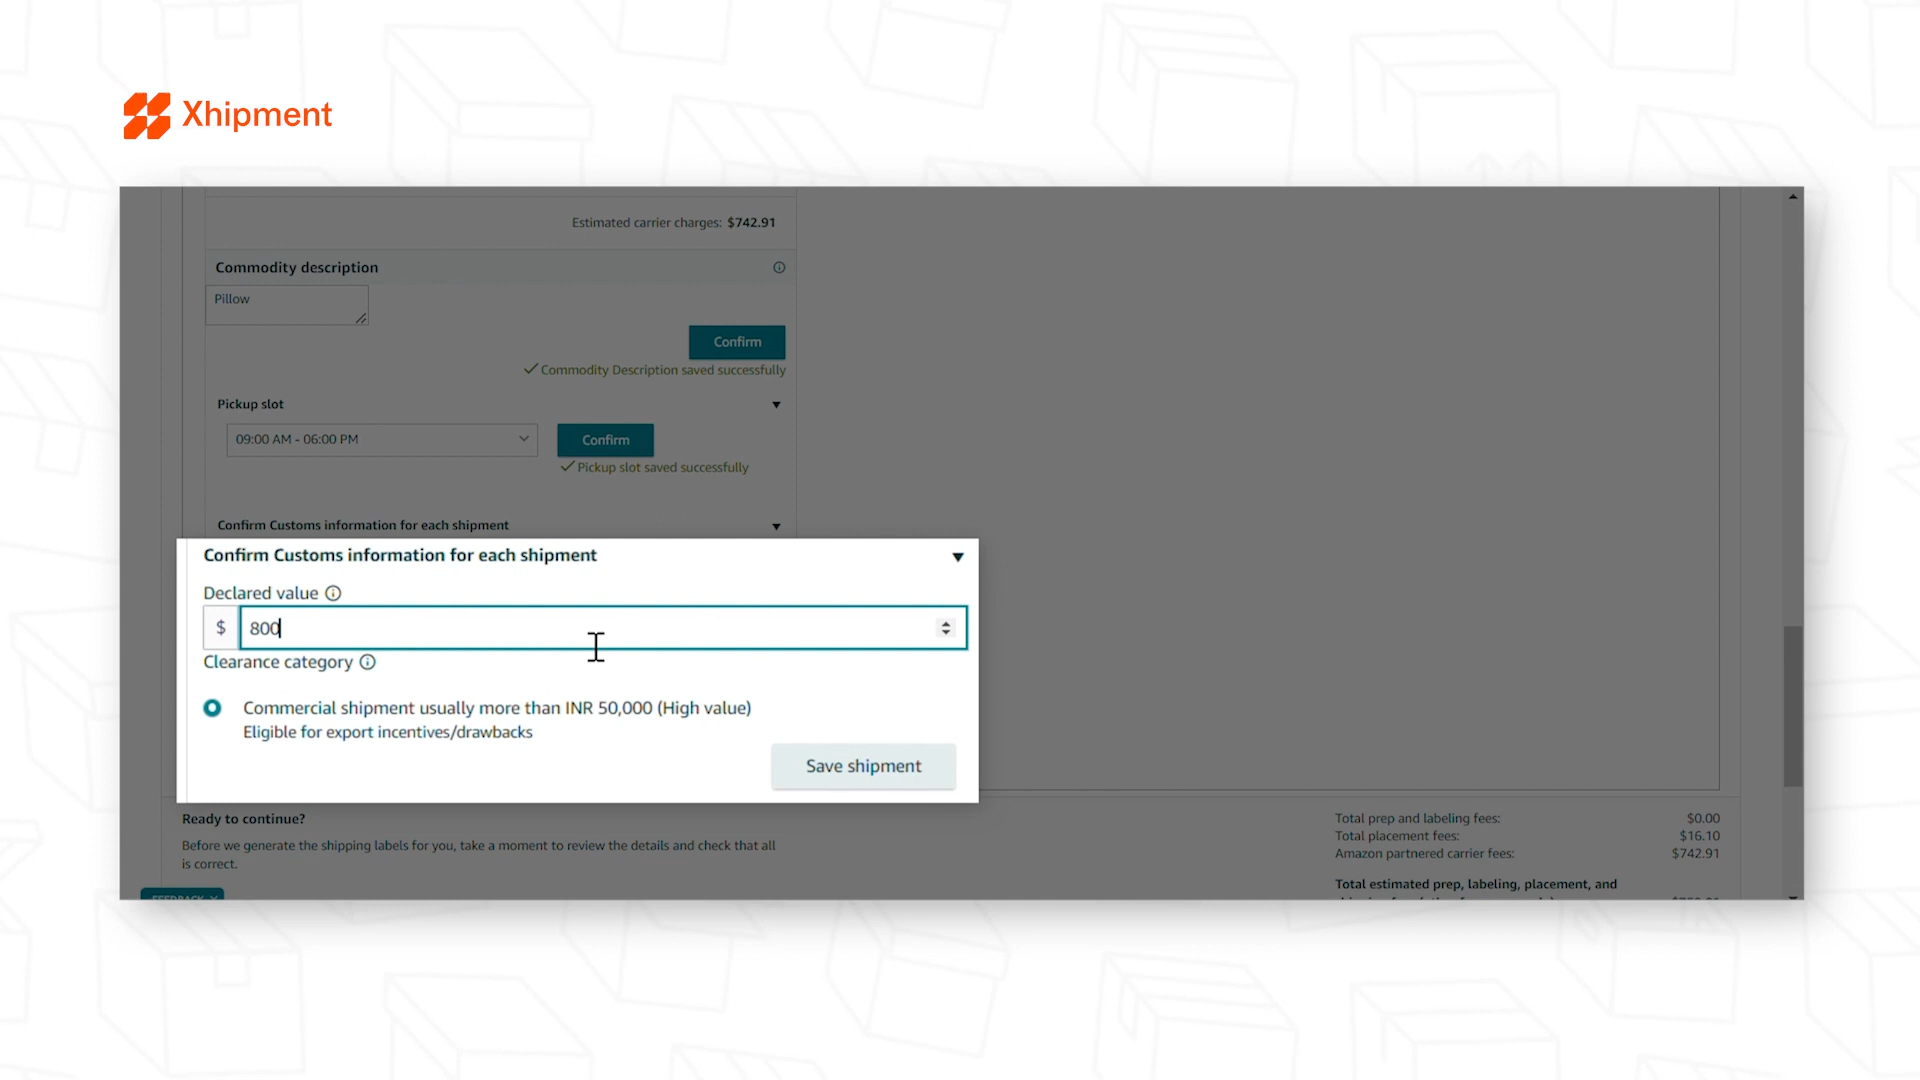 Xhipment
Estimated carrier charges: $742.91
Commodity description
Pillow
Confirm
Commodity Description saved successfully
Pickup slot
09:00 AM - 06:00 PM
Confirm
Pickup slot saved successfully
Confirm Customs information for each shipment
Confirm Customs information for each shipment
Declared value
$ 800
Clearance category
Commercial shipment usually more than INR 50,000 (High value)
Eligible for export incentives/drawbacks
Save shipment
Ready to continue?
Before we generate the shipping labels for you, take a moment to review the details and check that all
is correct.
Total prep and labeling fees: $0.00
Total placement fees: $16.10
Amazon partnered carrier fees: $742.91
Total estimated prep, labeling, placement, and
FEEDBACK